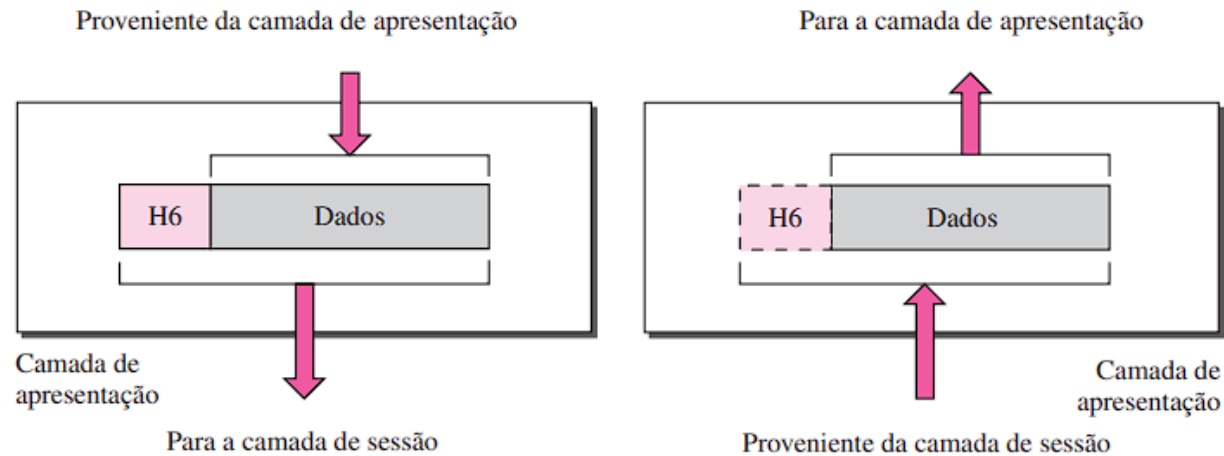 Proveniente da camada de apresentação
H6
Dados
Camada de
apresentação
Para a camada de sessão
Para a camada de apresentação
H6
Dados
Camada de
apresentação
Proveniente da camada de sessão